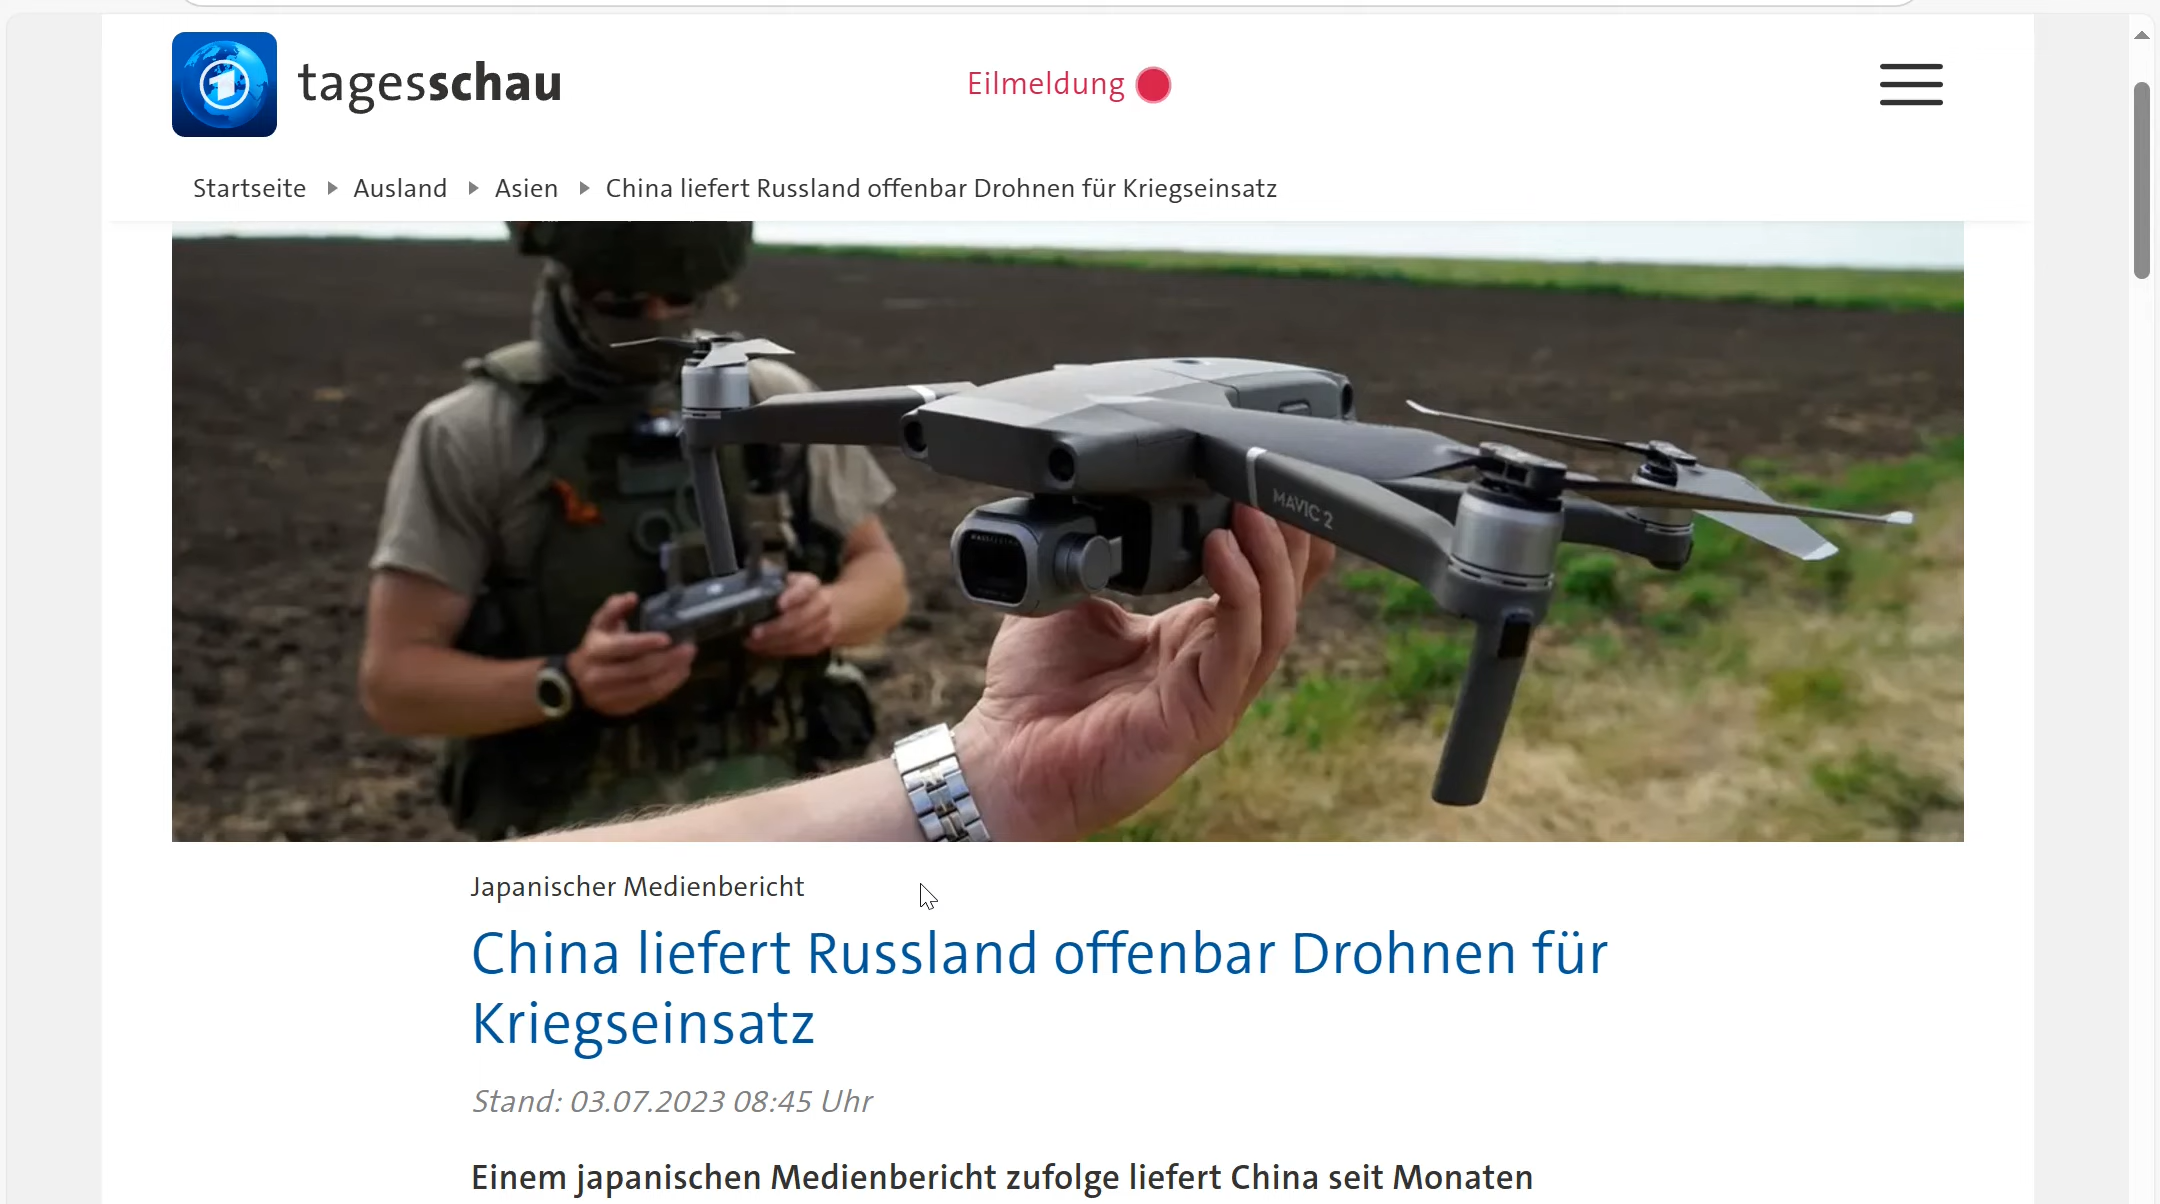 tagesschau
Eilmeldung
Startseite Ausland Asien China liefert Russland offenbar Drohnen für Kriegseinsatz
MAVIC 2
Japanischer Medienbericht
China liefert Russland offenbar Drohnen für
Kriegseinsatz
Stand: 03.07.2023 08:45 Uhr
Einem japanischen Medienbericht zufolge liefert China seit Monaten